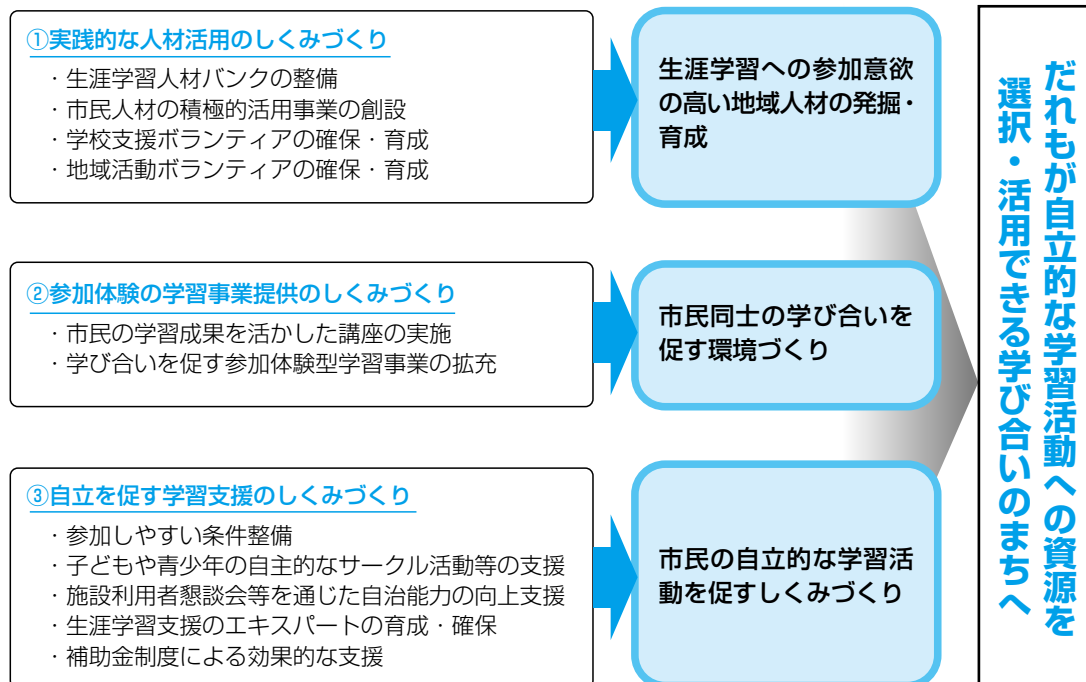 ①実践的な人材活用のしくみづくり
・生涯学習人材バンクの整備
・市民人材の積極的活用事業の創設
・学校支援ボランティアの確保・育成
・地域活動ボランティアの確保・育成
生涯学習への参加意欲
の高い地域人材の発掘・
育成
②参加体験の学習事業提供のしくみづくり
・市民の学習成果を活かした講座の実施
・学び合いを促す参加体験型学習事業の拡充
市民同士の学び合いを
促す環境づくり
③自立を促す学習支援のしくみづくり
・参加しやすい条件整備
・子どもや青少年の自主的なサークル活動等の支援
・施設利用者懇談会等を通じた自治能力の向上支援
・生涯学習支援のエキスパートの育成・確保
・補助金制度による効果的な支援
市民の自立的な学習活
動を促すしくみづくり
だれもが自立的な学習活動への資源を
選択・活用できる学び合いのまちへ